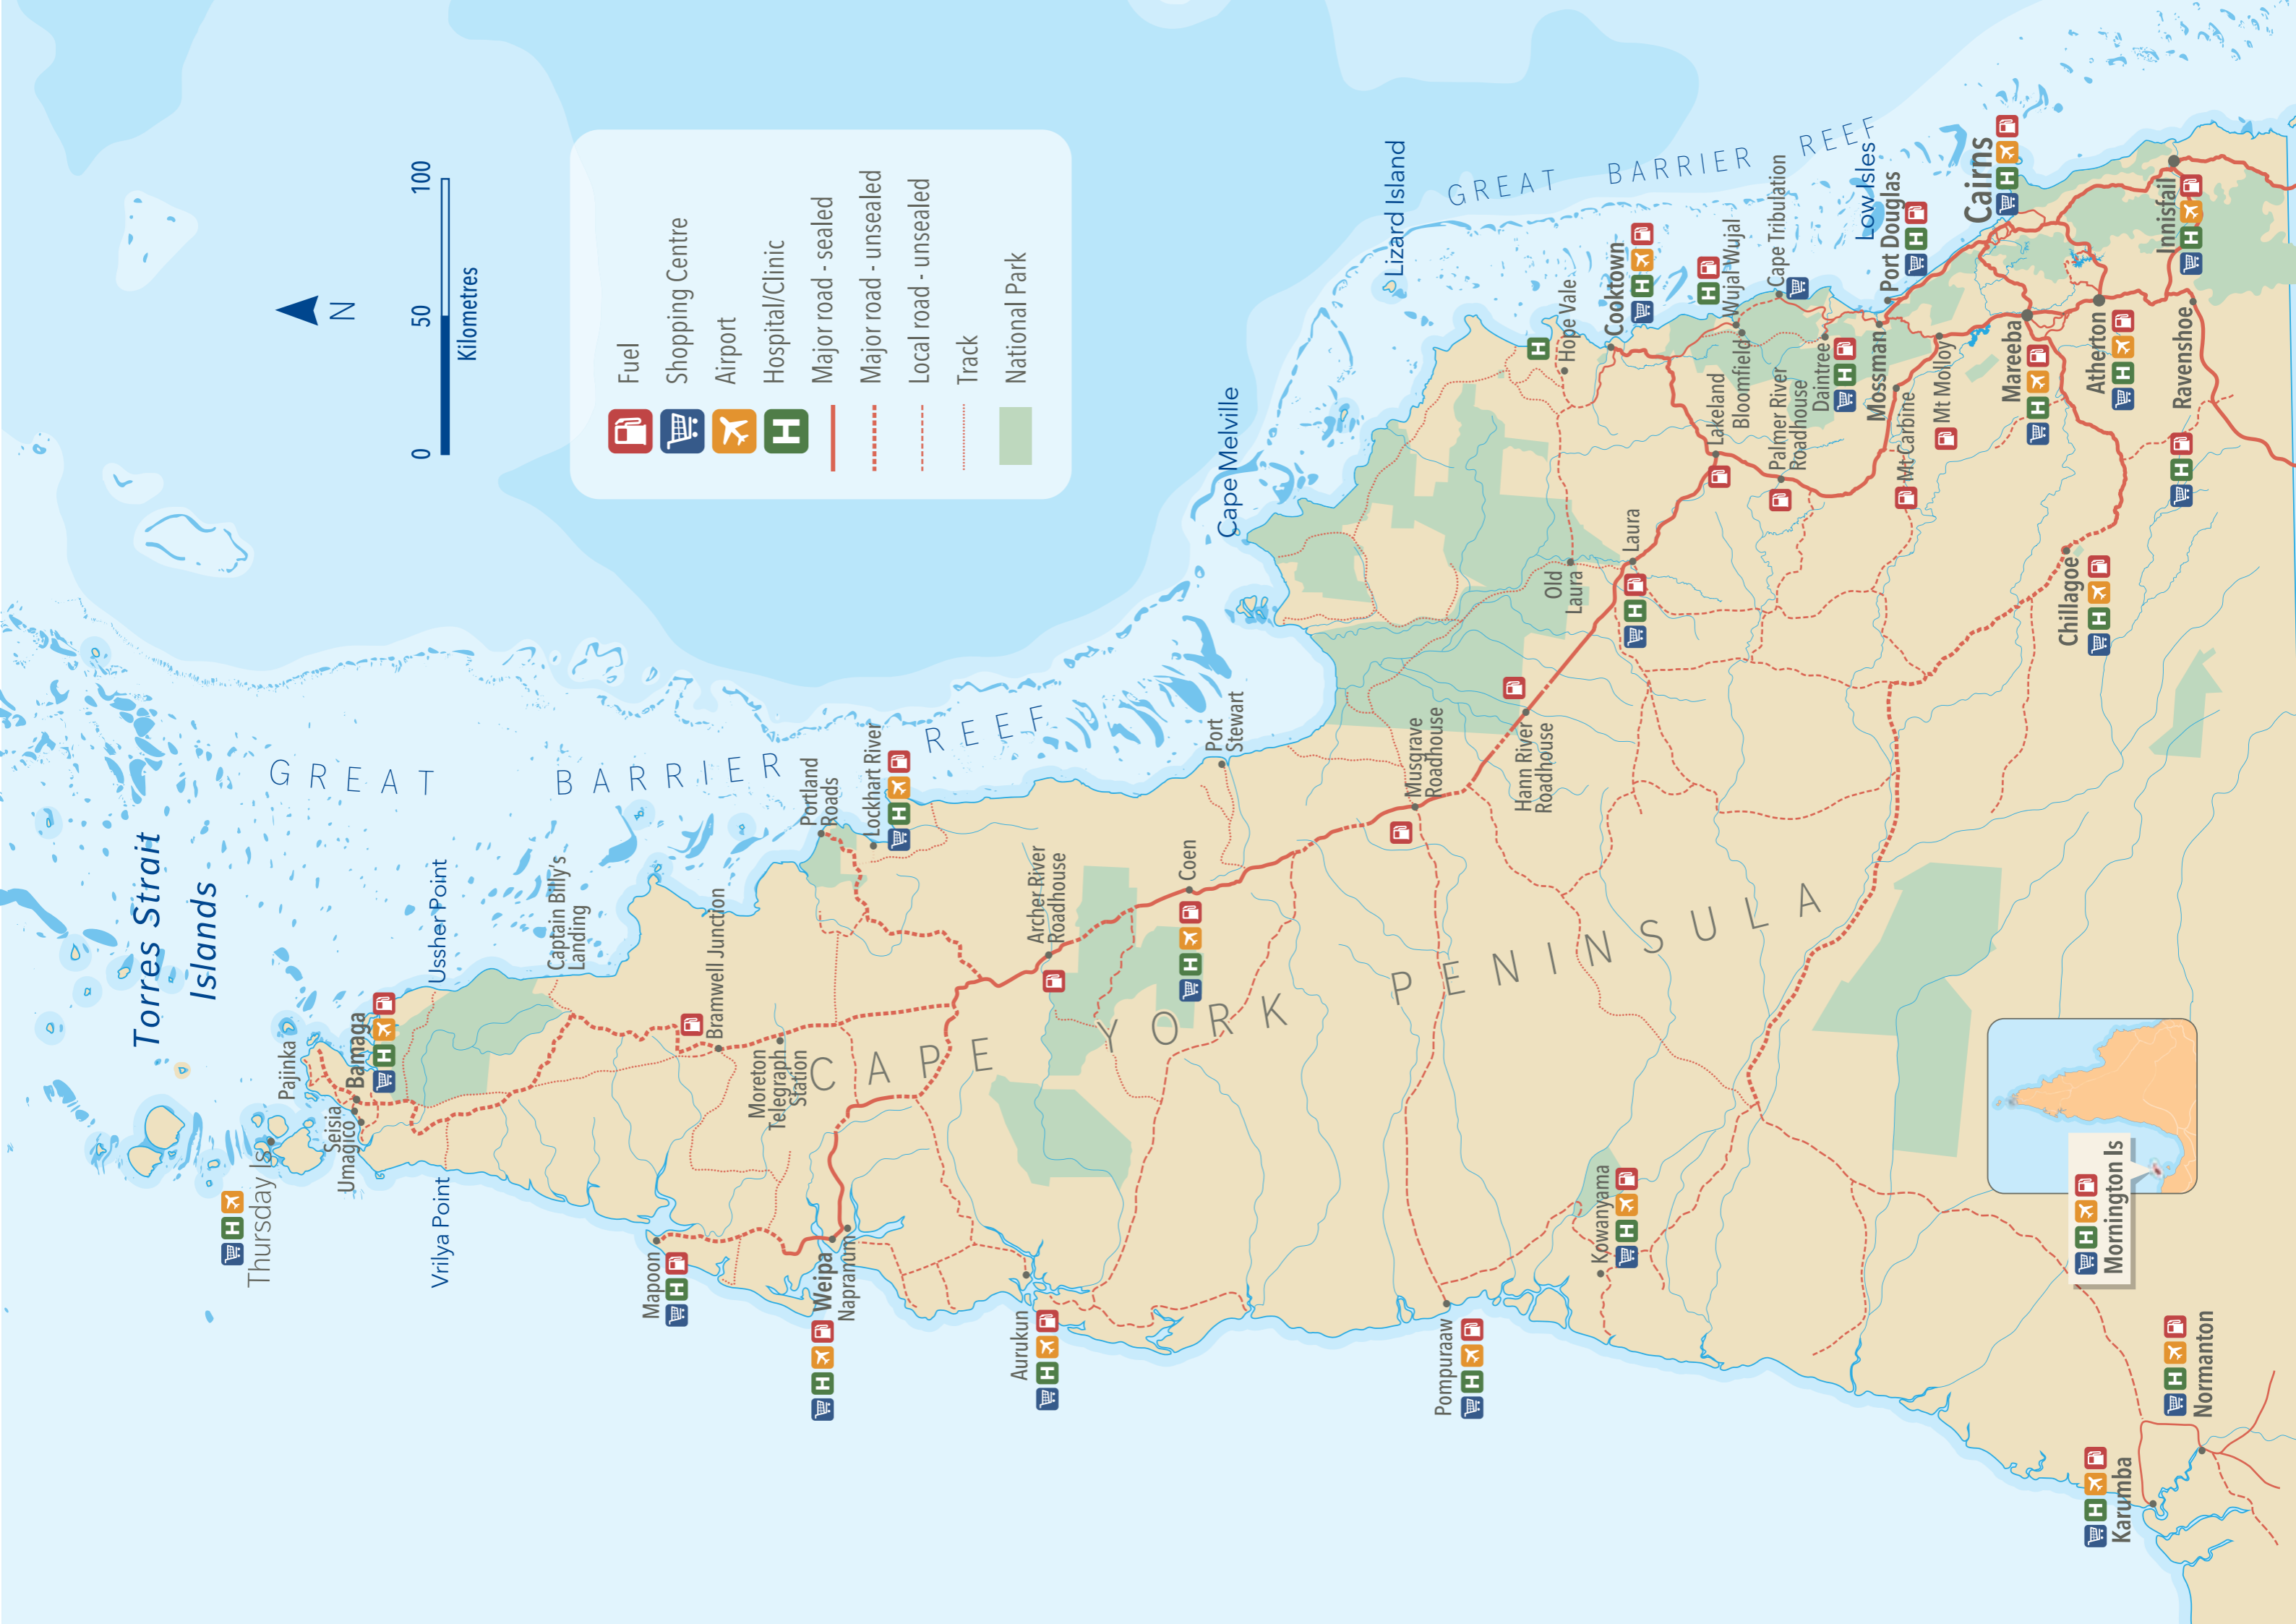 Torres Strait
Islands
Thursday Is
Pajinka
Seisia
Umagico
Bamaga
Vrilya Point
Ussher Point
Captain Billy's
Landing
GREAT BARRIER REEF
Mapoon
Bramwell Junction
Moreton
Telegraph
Station
Portland
Roads
Lockhart River
Weipa
Napranum
Aurukun
Archer River
Roadhouse
Coen
Port
Stewart
CAPE YORK PENINSULA
Pompuraaw
Musgrave
Roadhouse
Hann River
Roadhouse
Kowanyama
Cape Melville
Lizard Island
GREAT BARRIER REEF
Old
Laura
Laura
Hope Vale
Cooktown
Lakeland
Bloomfield
Wujal Wujal
Palmer River
Roadhouse
Cape Tribulation
Daintree
Low Isles
Mossman
Port Douglas
Mt Carbine
Mt Molloy
Cairns
Mareeba
Chillagoe
Atherton
Innisfail
Ravenshoe
Mornington Is
Karumba
Normanton
N
0 50 100
Kilometres
Fuel
Shopping Centre
Airport
H Hospital/Clinic
Major road - sealed
Major road - unsealed
Local road - unsealed
Track
National Park